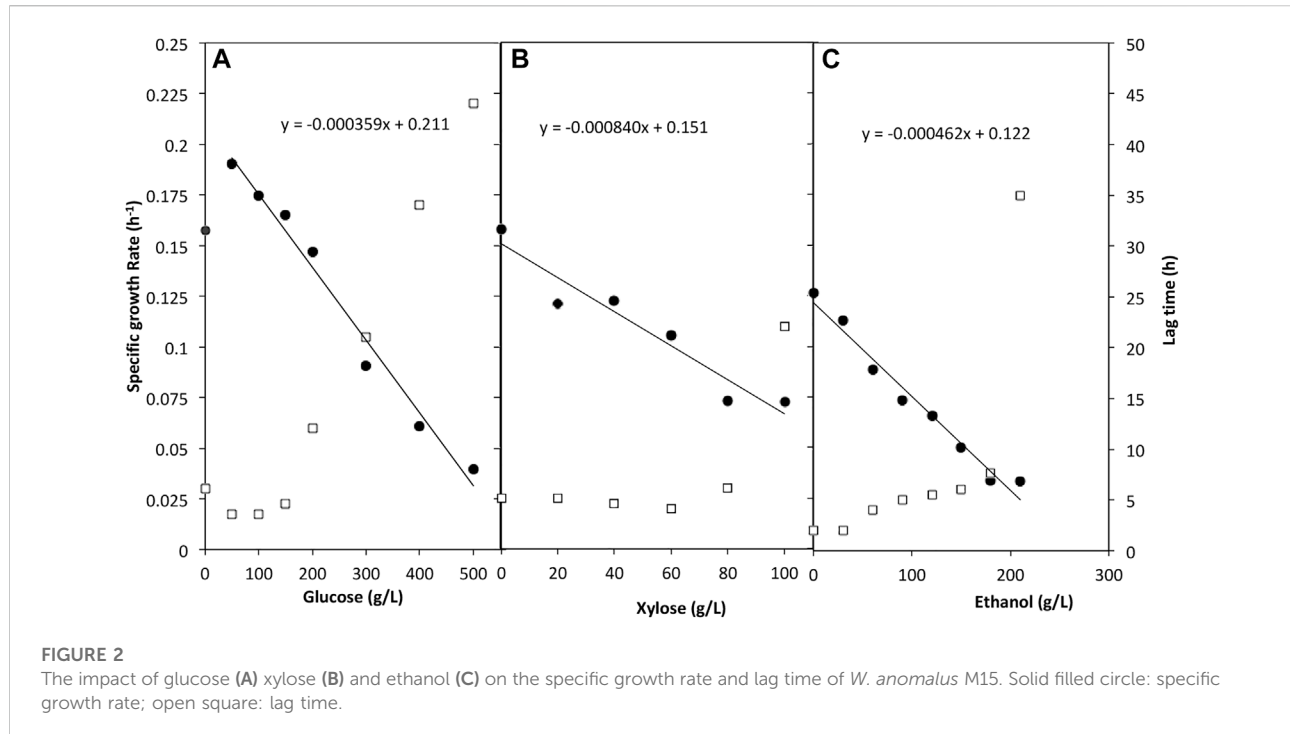 A
B
C
y = -0.000359x + 0.211
y = -0.000840x + 0.151
y = -0.000462x + 0.122
Specific growth Rate (h-1)
0.25
0.225
0.2
0.175
0.15
0.125
0.1
0.075
0.05
0.025
0
50
45
40
35
30
25
20
15
10
5
0
Lag time (h)
0 100 200 300 400 500
Glucose (g/L)
0 20 40 60 80 100
Xylose (g/L)
0 100 200 300
Ethanol (g/L)
FIGURE 2
The impact of glucose (A) xylose (B) and ethanol (C) on the specific growth rate and lag time of W. anomalus M15. Solid filled circle: specific
growth rate; open square: lag time.